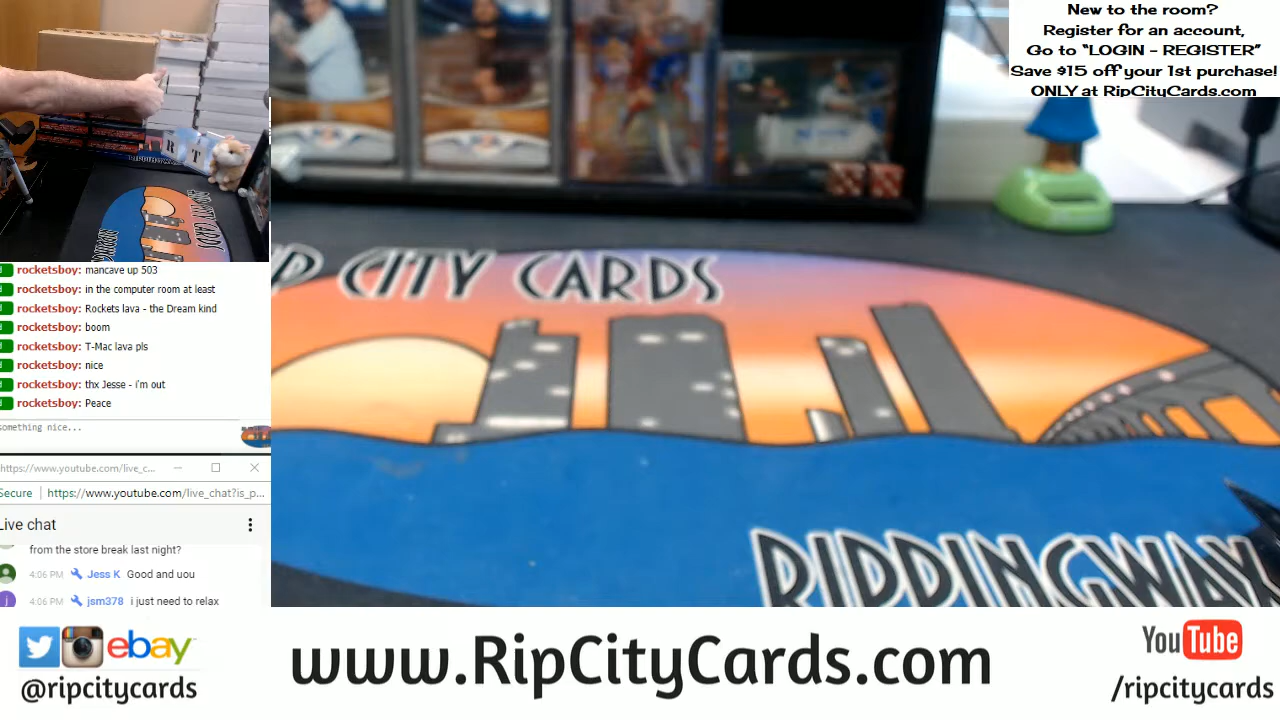 New to the room?
Register for an account,
Go to “LOGIN - REGISTER”
Save $15 off your 1st purchase!
ONLY at RipCityCards.com
R T
RIP CITY CARDS
rocketsboy: mancave up 503
rocketsboy: in the computer room at least
rocketsboy: Rockets lava - the Dream kind
rocketsboy: boom
rocketsboy: T-Mac lava pls
rocketsboy: nice
rocketsboy: thx Jesse - i'm out
rocketsboy: Peace
something nice...
https://www.youtube.com/live_c...
Secure https://www.youtube.com/live_chat?is_p...
Live chat
from the store break last night?
4:06 PM Jess K Good and uou
4:06 PM jsm378 i just need to relax
P CITY CARDS
RIPPINGWAX
ebay
@ripcitycards
www.RipCityCards.com
YouTube
/ripcitycards